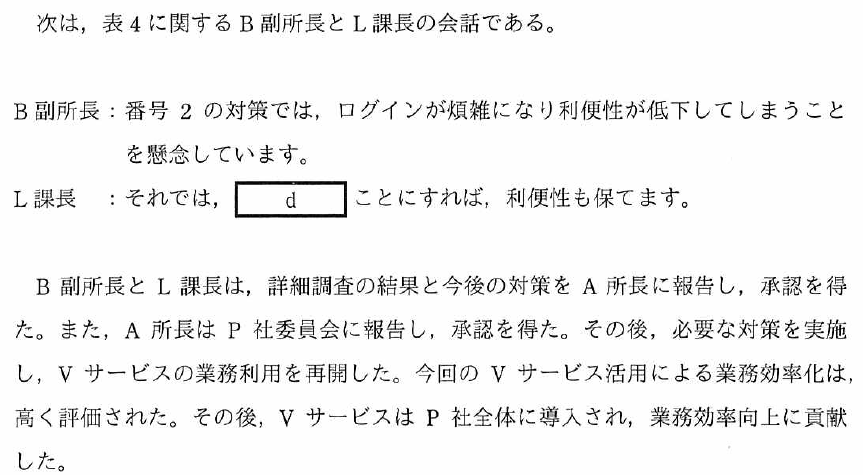 次は，表4に関するB副所長とL課長の会話である。
B副所長：番号 2 の対策では，ログインが煩雑になり利便性が低下してしまうこと
を懸念しています。
L課長　：それでは，dことにすれば，利便性も保てます。
B 副所長と L 課長は，詳細調査の結果と今後の対策を A 所長に報告し，承認を得
た。また，A 所長は P 社委員会に報告し，承認を得た。その後，必要な対策を実施
し，V サービスの業務利用を再開した。今回の V サービス活用による業務効率化は，
高く評価された。その後，V サービスは P 社全体に導入され，業務効率向上に貢献
した。